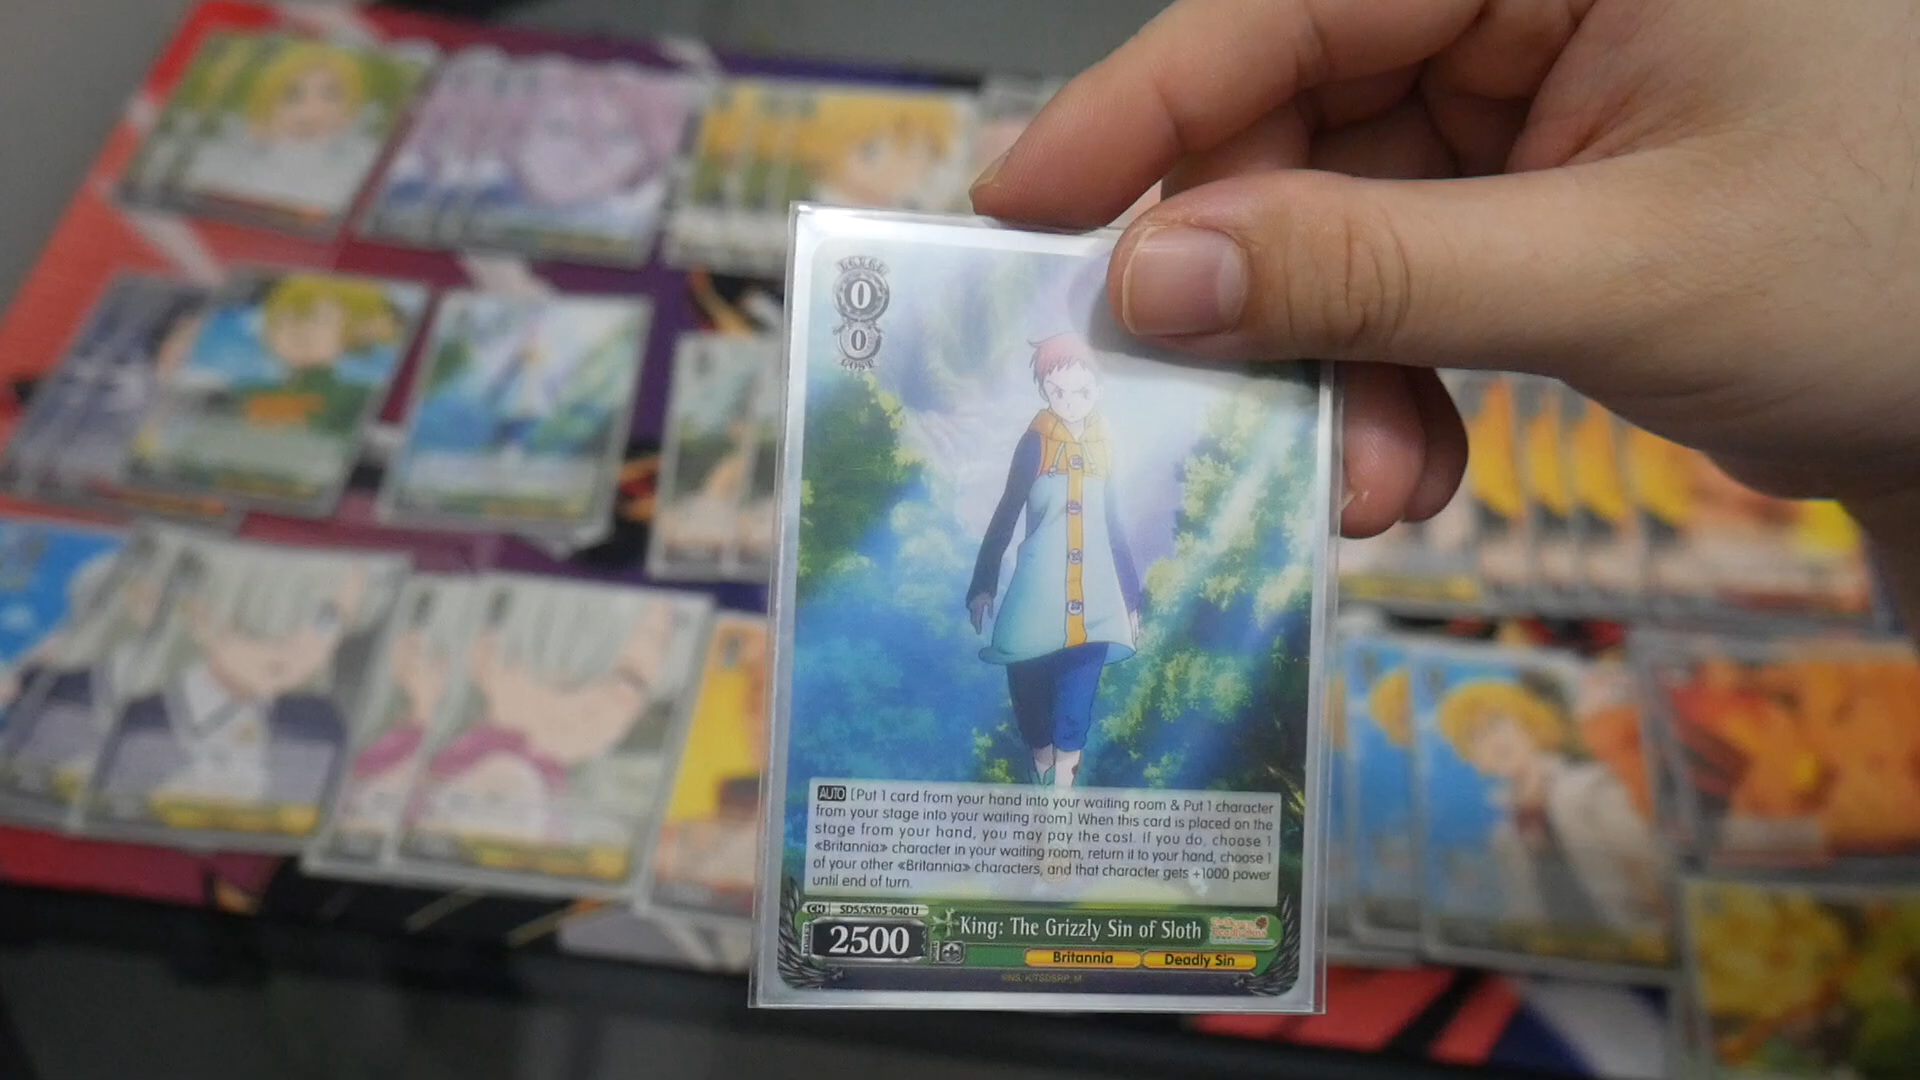 0
0
COST
AUTO [Put 1 card from your hand into your waiting room & Put 1 character
from your stage into your waiting room] When this card is placed on the
stage from your hand, you may pay the cost. If you do, choose 1
«Britannia» character in your waiting room, return it to your hand, choose 1
of your other «Britannia» characters, and that character gets +1000 power
until end of turn.
CH SDS/SX05-040 U
King: The Grizzly Sin of Sloth
2500 1
Britannia Deadly Sin